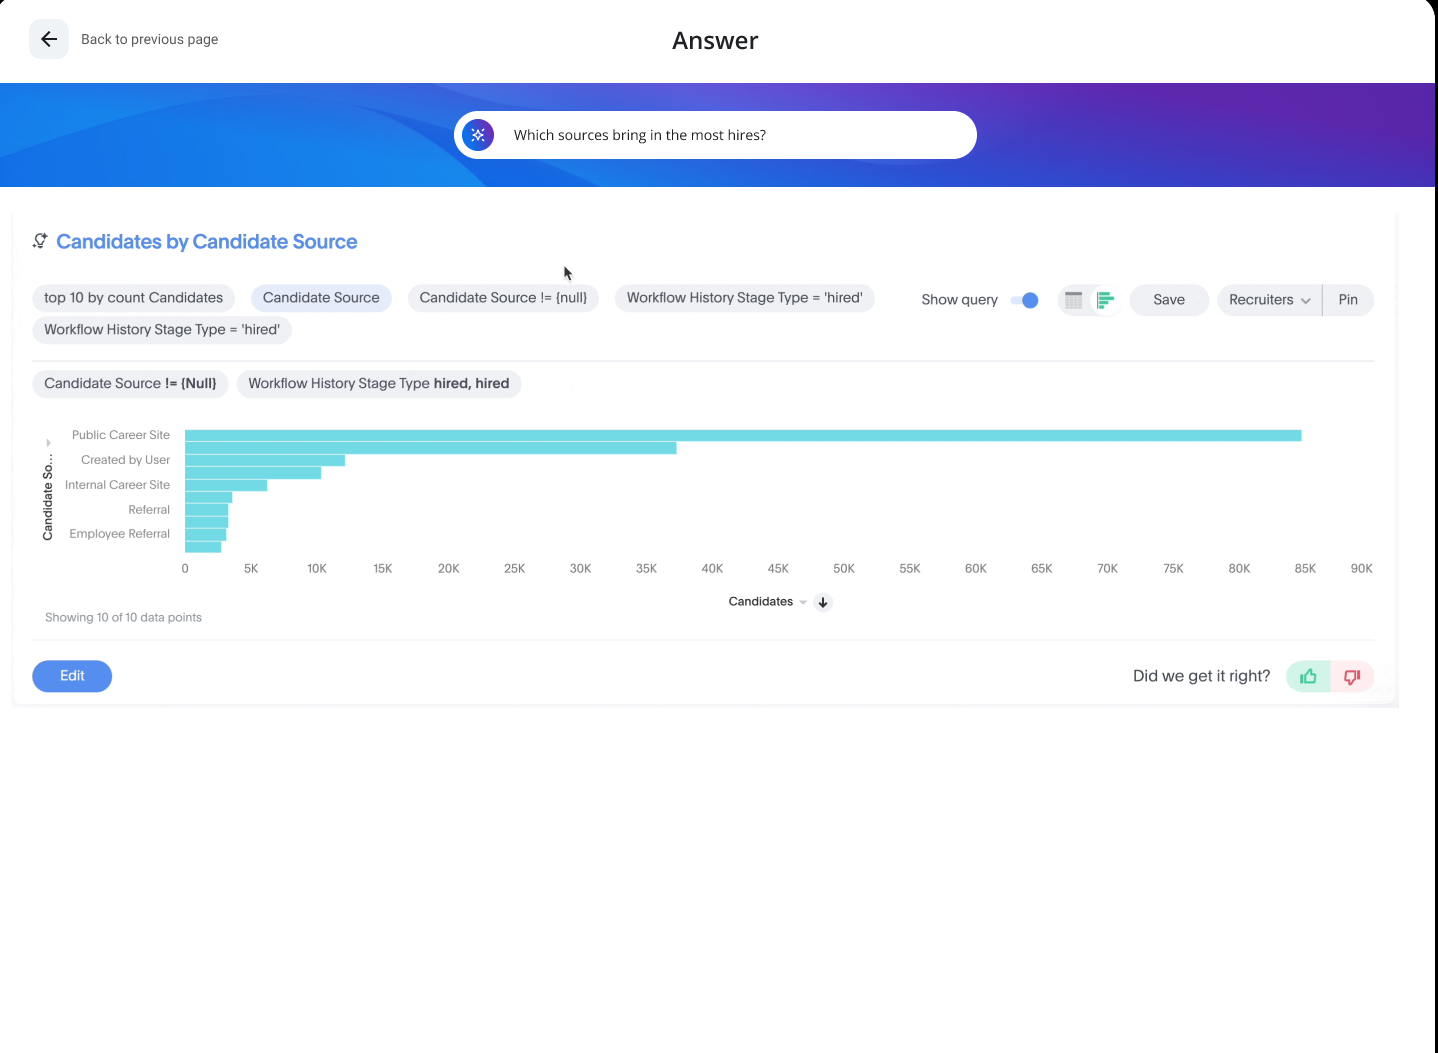 Back to previous page
Answer
Which sources bring in the most hires?
Candidates by Candidate Source
top 10 by count Candidates
Candidate Source
Candidate Source != {null}
Workflow History Stage Type = 'hired'
Show query
Save
Recruiters
Pin
Workflow History Stage Type = 'hired'
Candidate Source != {Null}
Workflow History Stage Type hired, hired
Candidate So...
Public Career Site
Created by User
Internal Career Site
Referral
Employee Referral
0 5K 10K 15K 20K 25K 30K 35K 40K 45K 50K 55K 60K 65K 70K 75K 80K 85K 90K
Candidates
Showing 10 of 10 data points
Edit
Did we get it right?